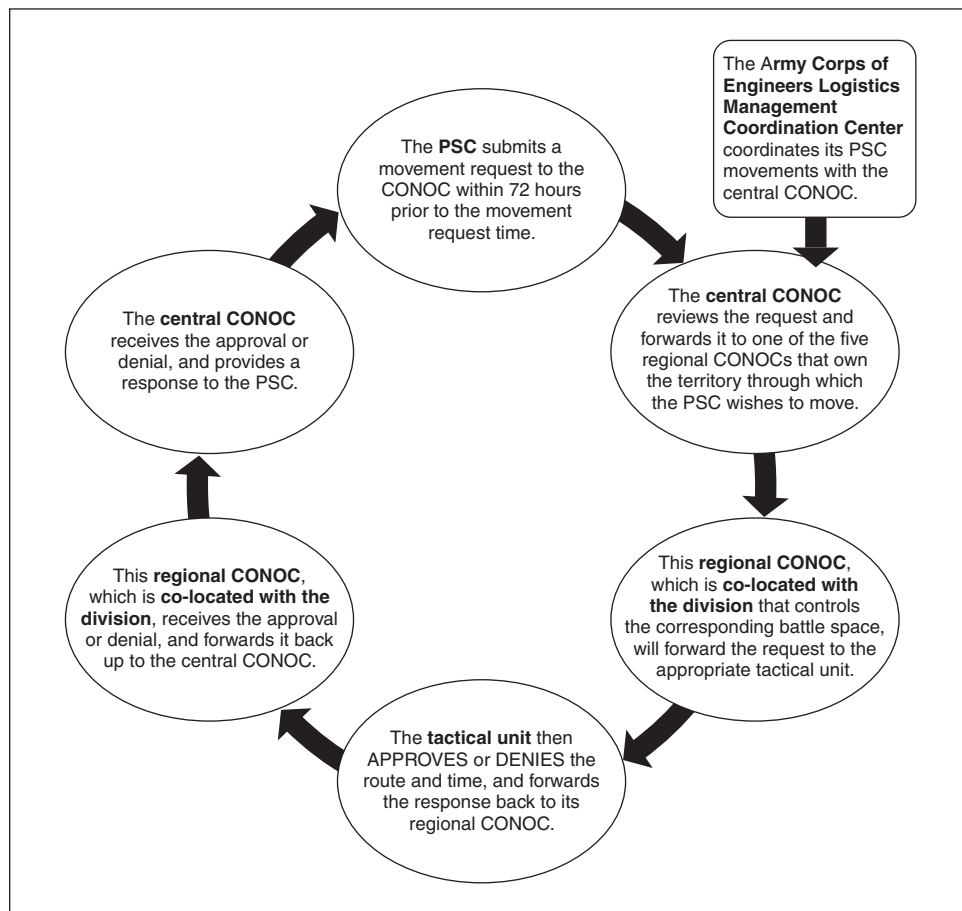 The Army Corps of
Engineers Logistics
Management
Coordination Center
coordinates its PSC
movements with the
central CONOC.
The PSC submits a
movement request to the
CONOC within 72 hours
prior to the movement
request time.
The central CONOC
reviews the request and
forwards it to one of the five
regional CONOCs that own
the territory through which
the PSC wishes to move.
This regional CONOC,
which is co-located with
the division that controls
the corresponding battle space,
will forward the request to the
appropriate tactical unit.
The tactical unit then
APPROVES or DENIES the
route and time, and forwards
the response back to its
regional CONOC.
This regional CONOC,
which is co-located with the
division, receives the approval
or denial, and forwards it back
up to the central CONOC.
The central CONOC
receives the approval or
denial, and provides a
response to the PSC.